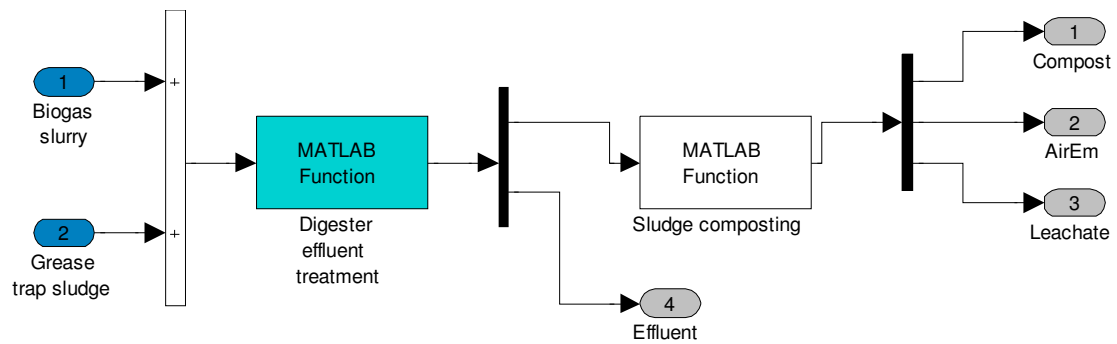 1
Biogas
slurry
2
Grease
trap sludge
+
+
MATLAB
Function
Digester
effluent
treatment
MATLAB
Function
Sludge composting
4
Effluent
1
Compost
2
AirEm
3
Leachate